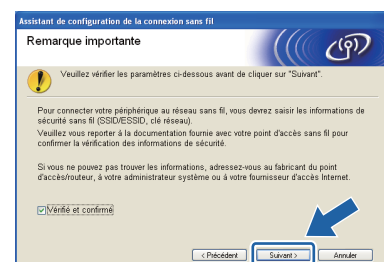 Assistant de configuration de la connexion sans fil
Remarque importante
Veuillez vérifier les paramètres ci-dessous avant de cliquer sur "Suivant".
Pour connecter votre périphérique au réseau sans fil, vous devrez saisir les informations de
sécurité sans fil (SSID/ESSID, clé réseau).
Veuillez vous reporter à la documentation fournie avec votre point d'accès sans fil pour
confirmer la vérification des informations de sécurité.
Si vous ne pouvez pas trouver les informations, adressez-vous au fabricant du point
d'accès/routeur, à votre administrateur système ou à votre fournisseur d'accès Internet.
Vérifié et confirmé
< Précédent Suivant > Annuler